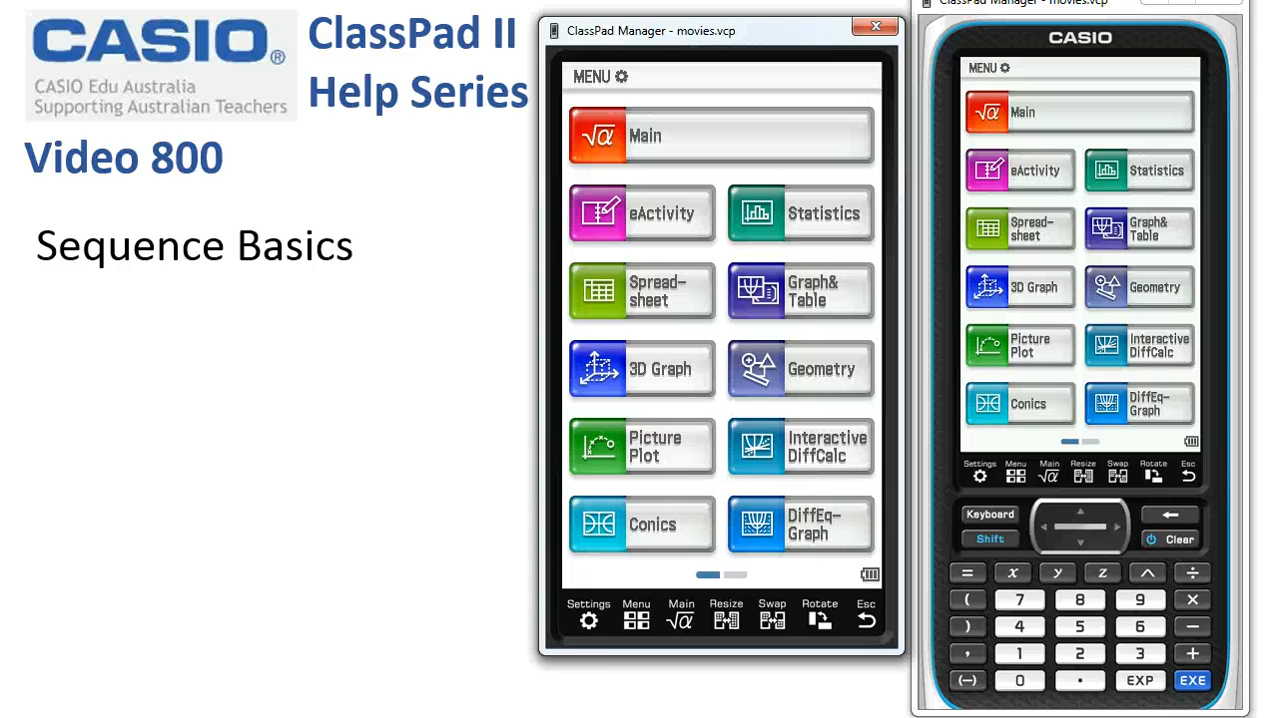 CASIO®
CASIO Edu Australia
Supporting Australian Teachers
ClassPad II
Help Series
Video 800
Sequence Basics
ClassPad Manager - movies.vcp
MENU
√α Main
eActivity
Statistics
Spread-
sheet
Graph&
Table
3D Graph
Geometry
Picture
Plot
Interactive
DiffCalc
Conics
DiffEq-
Graph
Settings Menu Main Resize Swap Rotate Esc
√α
ClassPad Manager - movies.vcp
CASIO
MENU
√α Main
eActivity
Statistics
Spread-
sheet
Graph&
Table
3D Graph
Geometry
Picture
Plot
Interactive
DiffCalc
Conics
DiffEq-
Graph
Settings Menu Main Resize Swap Rotate Esc
√α
Keyboard
Shift
Clear
= x y z ^ ÷
( 7 8 9 ×
) 4 5 6 −
, 1 2 3 +
(−) 0 · EXP EXE